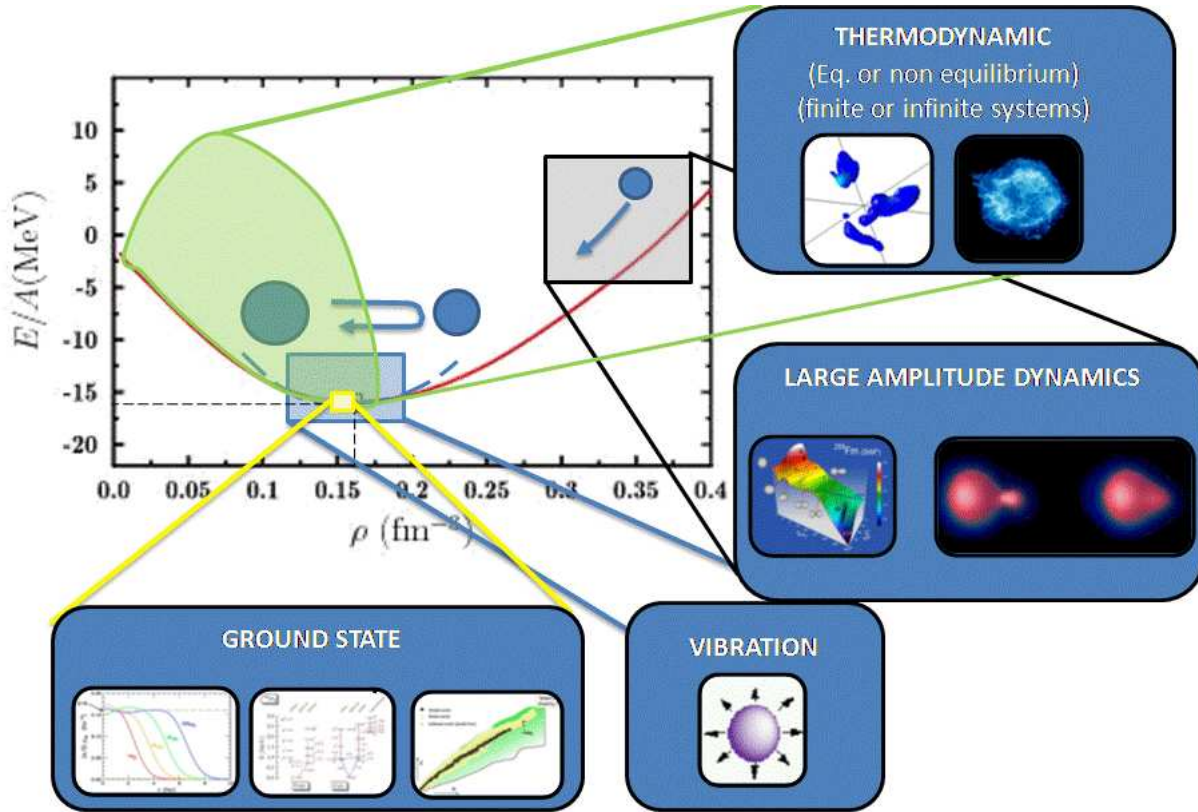 THERMODYNAMIC
(Eq. or non equilibrium)
(finite or infinite systems)
10
5
0
-5
-10
-15
-20
E/A(MeV)
0.0 0.05 0.1 0.15 0.2 0.25 0.3 0.35 0.4
ρ (fm⁻³)
LARGE AMPLITUDE DYNAMICS
GROUND STATE
VIBRATION